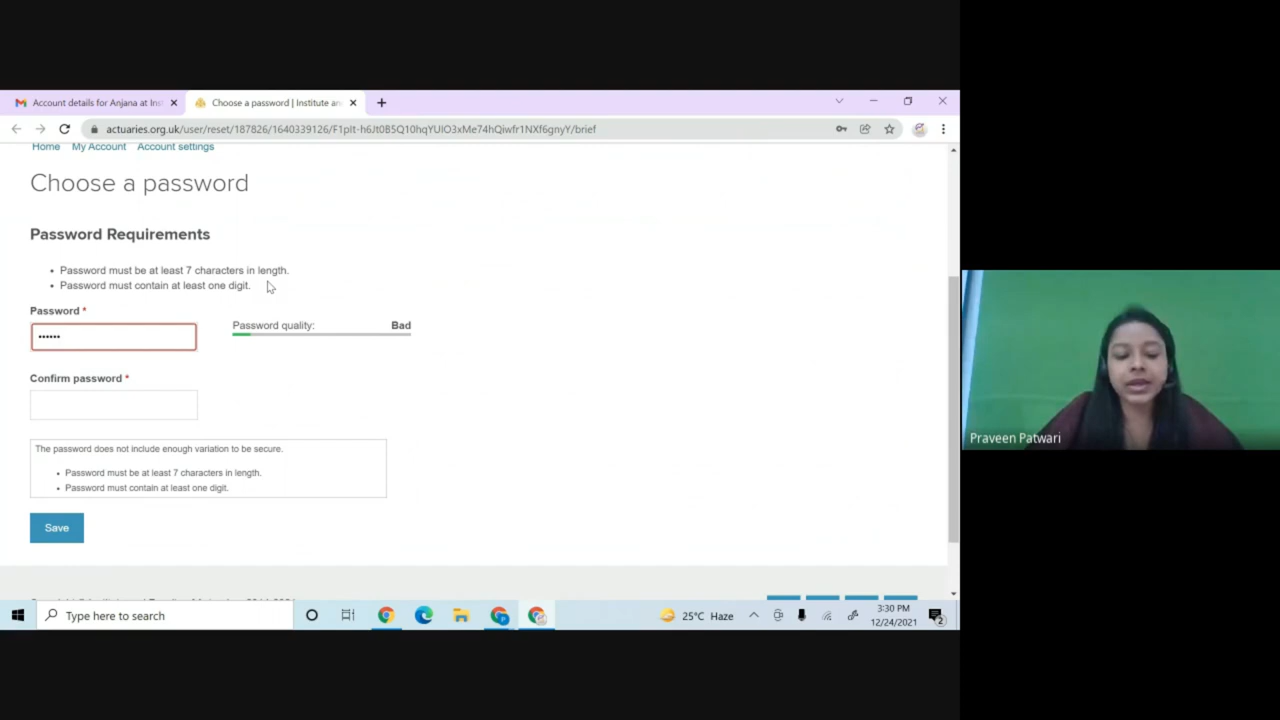 Account details for Anjana at Ins
Choose a password | Institute an
actuaries.org.uk/user/reset/187826/1640339126/F1pIt-h6Jt0B5Q10hqYUIO3xMe74hQiwfr1NXf6gnyY/brief
Home My Account Account settings
Choose a password
Password Requirements
• Password must be at least 7 characters in length.
• Password must contain at least one digit.
Password *
Password quality: Bad
••••••
Confirm password *
The password does not include enough variation to be secure.
• Password must be at least 7 characters in length.
• Password must contain at least one digit.
Save
Praveen Patwari
Type here to search
25°C Haze
3:30 PM
12/24/2021
2